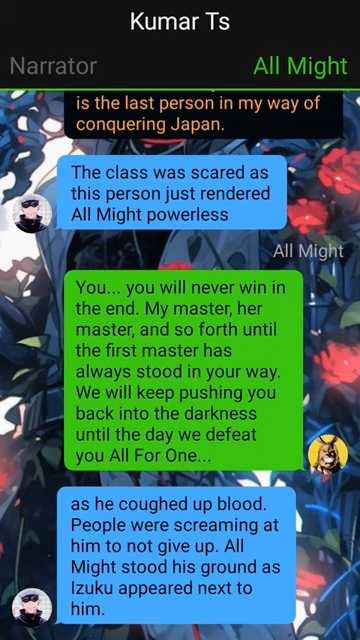 Kumar Ts
Narrator
All Might
is the last person in my way of
conquering Japan.
The class was scared as
this person just rendered
All Might powerless
All Might
You... you will never win in
the end. My master, her
master, and so forth until
the first master has
always stood in your way.
We will keep pushing you
back into the darkness
until the day we defeat
you All For One...
as he coughed up blood.
People were screaming at
him to not give up. All
Might stood his ground as
Izuku appeared next to
him.